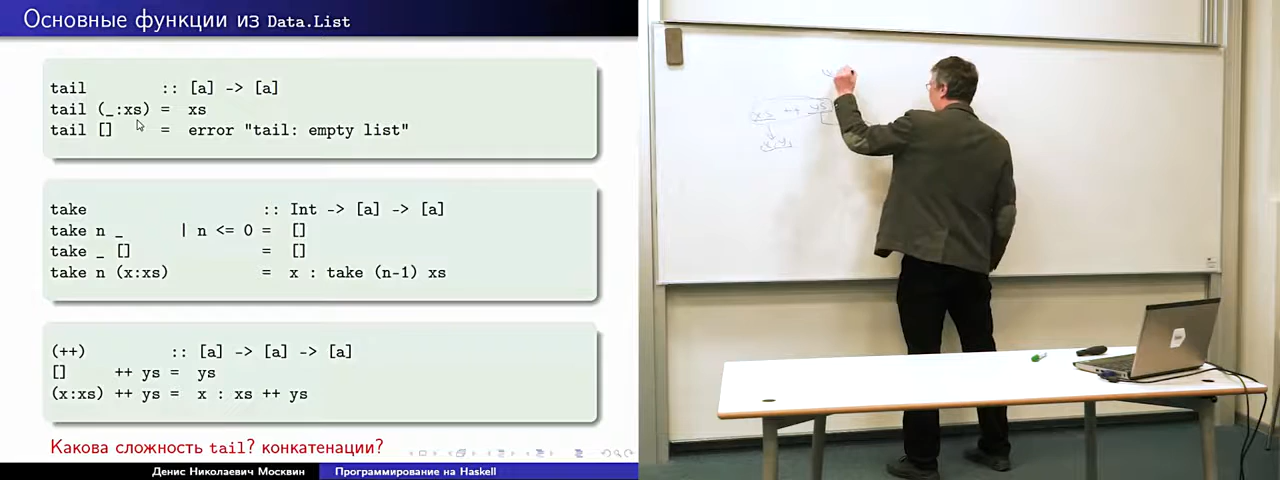 Основные функции из Data.List
tail :: [a] -> [a]
tail (_:xs) = xs
tail [] = error "tail: empty list"
take :: Int -> [a] -> [a]
take n _ | n <= 0 = []
take _ [] = []
take n (x:xs) = x : take (n-1) xs
(++) :: [a] -> [a] -> [a]
[] ++ ys = ys
(x:xs) ++ ys = x : xs ++ ys
Какова сложность tail? конкатенации?
Денис Николаевич Москвин Программирование на Haskell
xs ++ ys